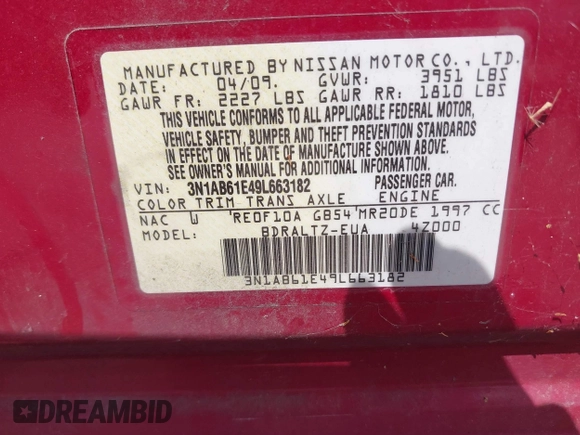 MANUFACTURED BY NISSAN MOTOR CO., LTD.
DATE: 04/09. GVWR: 3951 LBS
GAWR FR: 2227 LBS GAWR RR: 1810 LBS
THIS VEHICLE CONFORMS TO ALL APPLICABLE FEDERAL MOTOR,
VEHICLE SAFETY, BUMPER AND THEFT PREVENTION STANDARDS
IN EFFECT ON THE DATE OF MANUFACTURE SHOWN ABOVE.
SEE OWNER'S MANUAL FOR ADDITIONAL INFORMATION.
VIN: 3N1AB61E49L663182 PASSENGER CAR.
COLOR TRIM TRANS AXLE ENGINE
NAC W RE0F10A GB54 MR20DE 1997 CC
MODEL: BDRALTZ-EUA 4Z000
3N1AB61E49L663182
DREAMBID